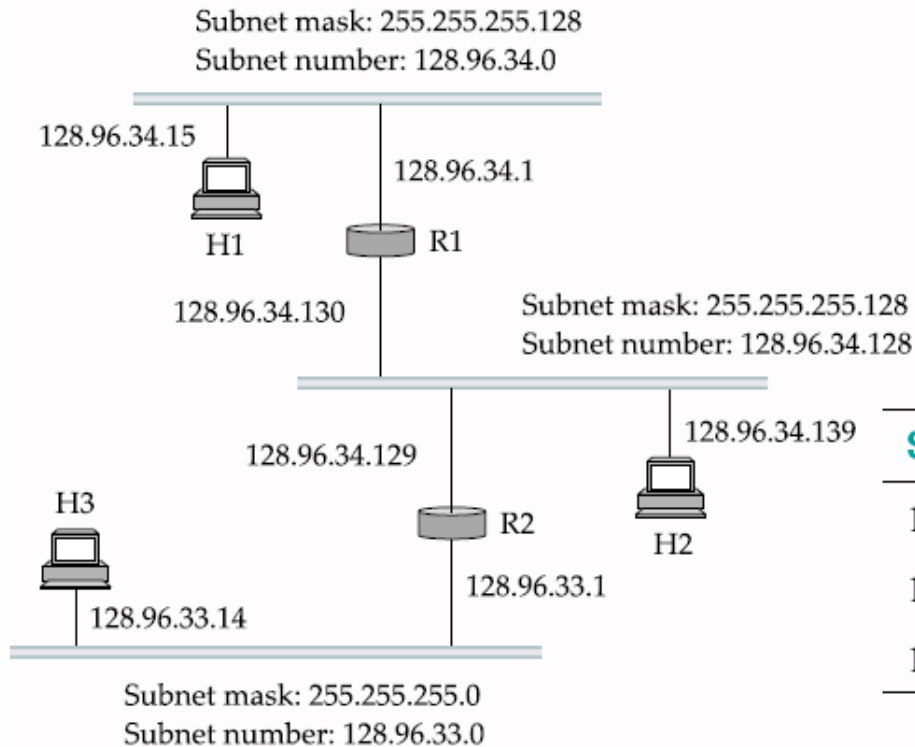 Subnet mask: 255.255.255.128
Subnet number: 128.96.34.0
128.96.34.15
128.96.34.1
H1
R1
128.96.34.130
Subnet mask: 255.255.255.128
Subnet number: 128.96.34.128
128.96.34.139
128.96.34.129
H3
R2
H2
128.96.33.1
128.96.33.14
Subnet mask: 255.255.255.0
Subnet number: 128.96.33.0